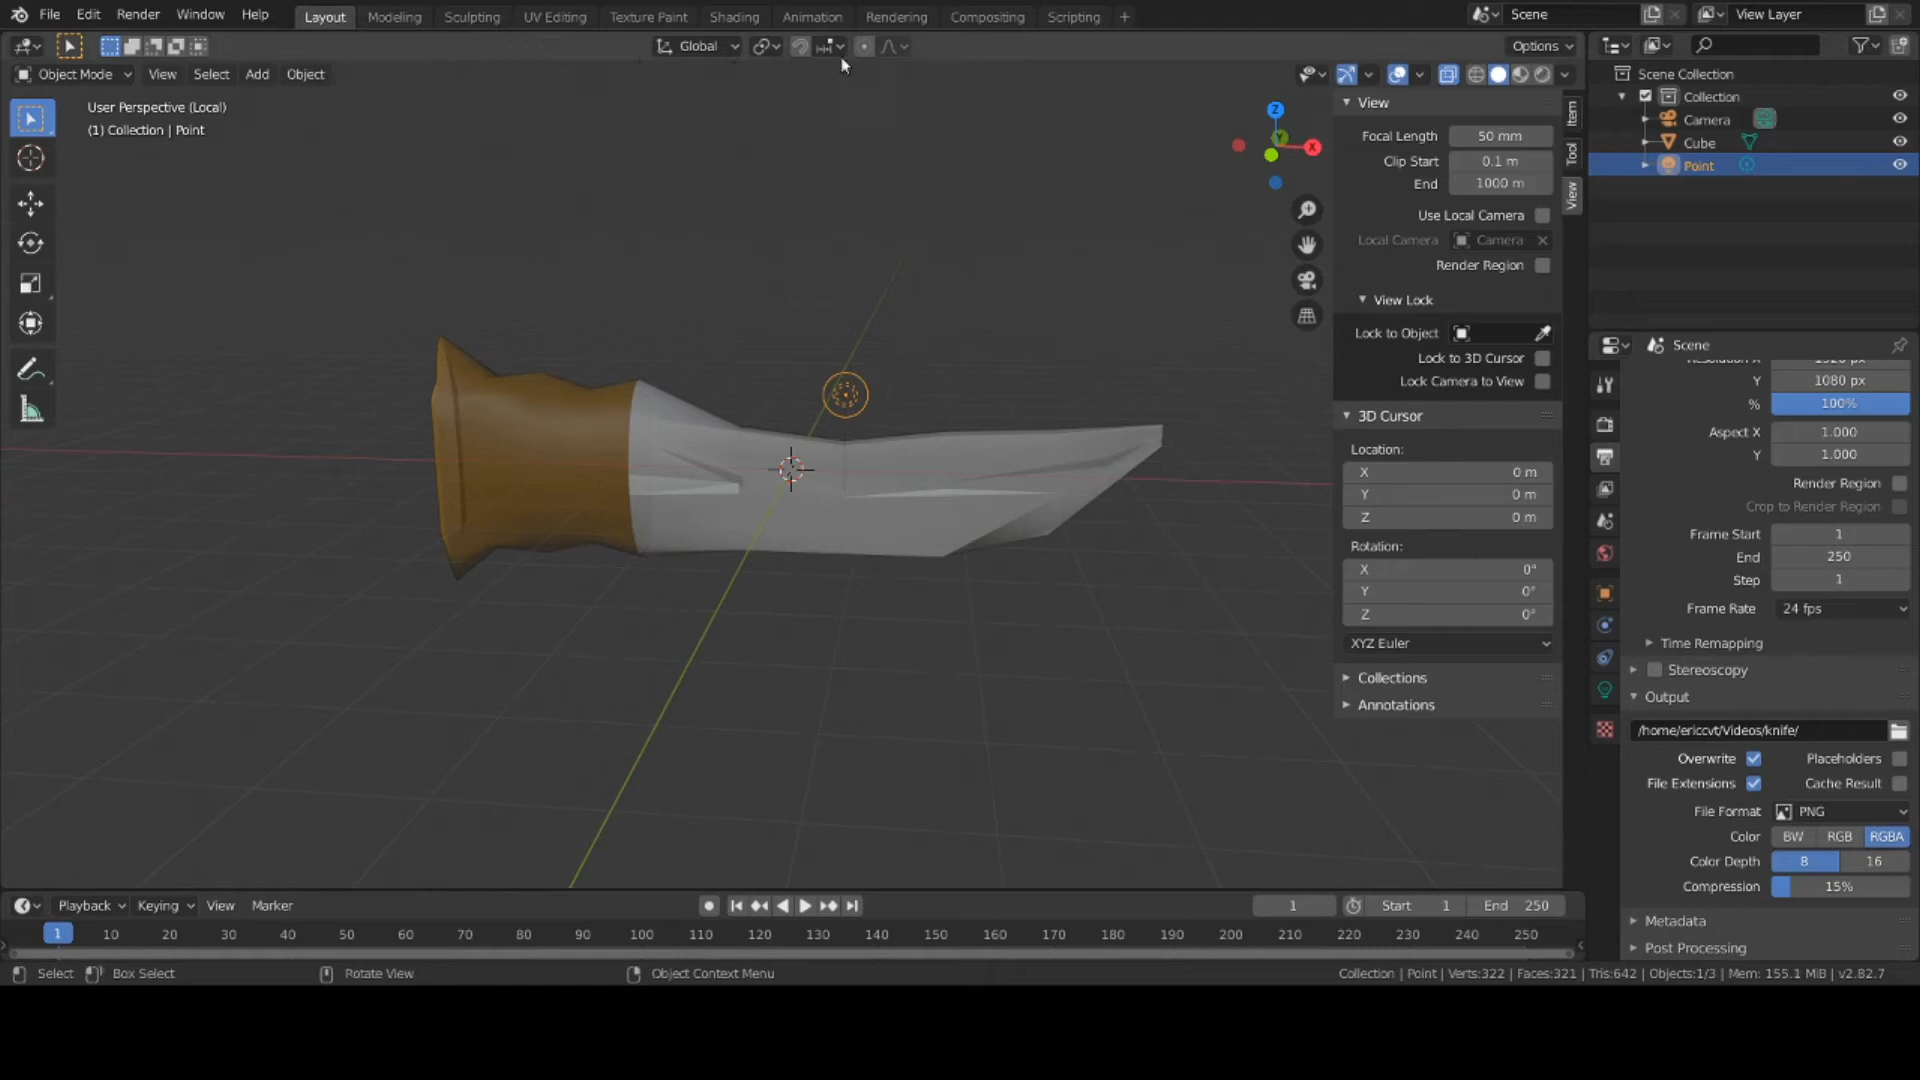 File Edit Render Window Help Layout Modeling Sculpting UV Editing Texture Paint Shading Animation Rendering Compositing Scripting + Scene View Layer
Global Options
Object Mode View Select Add Object
User Perspective (Local)
(1) Collection | Point
Z
Y
X
View
Focal Length 50 mm
Clip Start 0.1 m
End 1000 m
Use Local Camera
Local Camera Camera
Render Region
View Lock
Lock to Object
Lock to 3D Cursor
Lock Camera to View
3D Cursor
Location:
X 0 m
Y 0 m
Z 0 m
Rotation:
X 0°
Y 0°
Z 0°
XYZ Euler
Collections
Annotations
Item
Tool
View
Scene Collection
Collection
Camera
Cube
Point
Scene
Y 1080 px
% 100%
Aspect X 1.000
Y 1.000
Render Region
Crop to Render Region
Frame Start 1
End 250
Step 1
Frame Rate 24 fps
Time Remapping
Stereoscopy
Output
/home/ericcvt/Videos/knife/
Overwrite Placeholders
File Extensions Cache Result
File Format PNG
Color BW RGB RGBA
Color Depth 8 16
Compression 15%
Metadata
Post Processing
Playback Keying View Marker 1 Start 1 End 250
1 10 20 30 40 50 60 70 80 90 100 110 120 130 140 150 160 170 180 190 200 210 220 230 240 250
Select Box Select Rotate View Object Context Menu Collection | Point | Verts:322 | Faces:321 | Tris:642 | Objects:1/3 | Mem: 155.1 MiB | v2.82.7